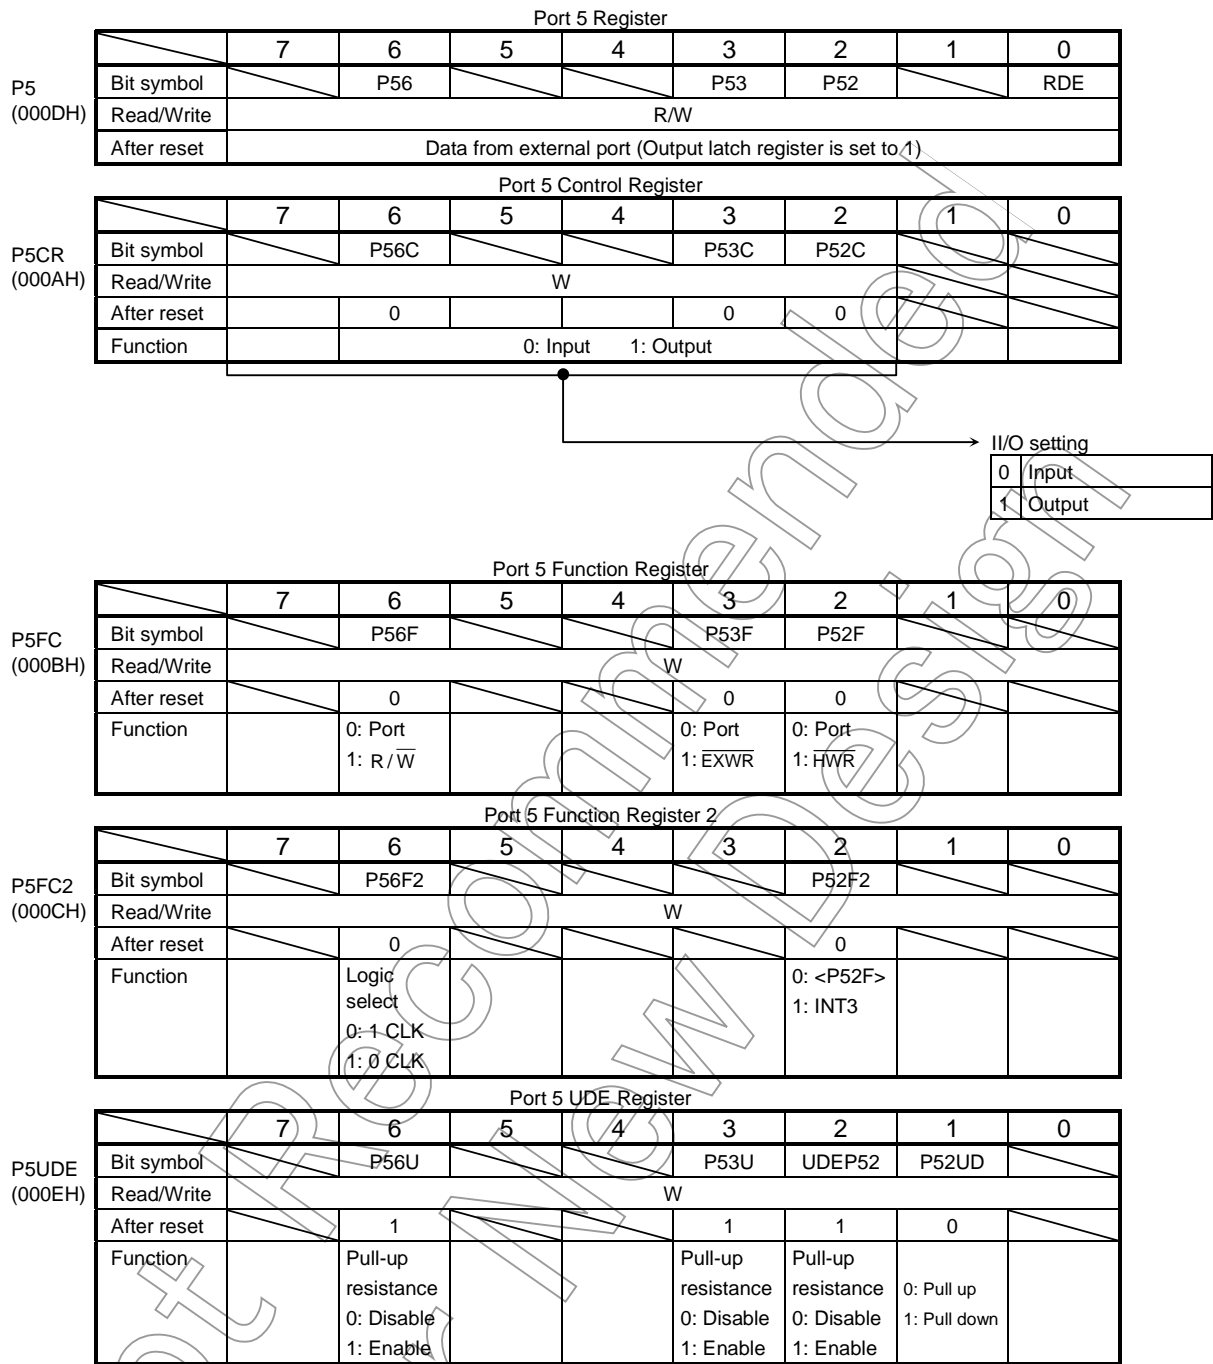 Port 5 Register
7 6 5 4 3 2 1 0
P5
(000DH)
Bit symbol P56 P53 P52 RDE
Read/Write R/W
After reset Data from external port (Output latch register is set to 1)
Port 5 Control Register
7 6 5 4 3 2 1 0
P5CR
(000AH)
Bit symbol P56C P53C P52C
Read/Write W
After reset 0 0 0
Function 0: Input 1: Output
II/O setting
0 Input
1 Output
Port 5 Function Register
7 6 5 4 3 2 1 0
P5FC
(000BH)
Bit symbol P56F P53F P52F
Read/Write W
After reset 0 0 0
Function 0: Port 0: Port 0: Port
1: R / W̅ 1: E̅X̅W̅R̅ 1: H̅W̅R̅
Port 5 Function Register 2
7 6 5 4 3 2 1 0
P5FC2
(000CH)
Bit symbol P56F2 P52F2
Read/Write W
After reset 0 0
Function Logic 0: <P52F>
select 1: INT3
0: 1 CLK
1: 0 CLK
Port 5 UDE Register
7 6 5 4 3 2 1 0
P5UDE
(000EH)
Bit symbol P56U P53U UDEP52 P52UD
Read/Write W
After reset 1 1 1 0
Function Pull-up Pull-up Pull-up
resistance resistance resistance 0: Pull up
0: Disable 0: Disable 0: Disable 1: Pull down
1: Enable 1: Enable 1: Enable
ot Recommended
r New Design